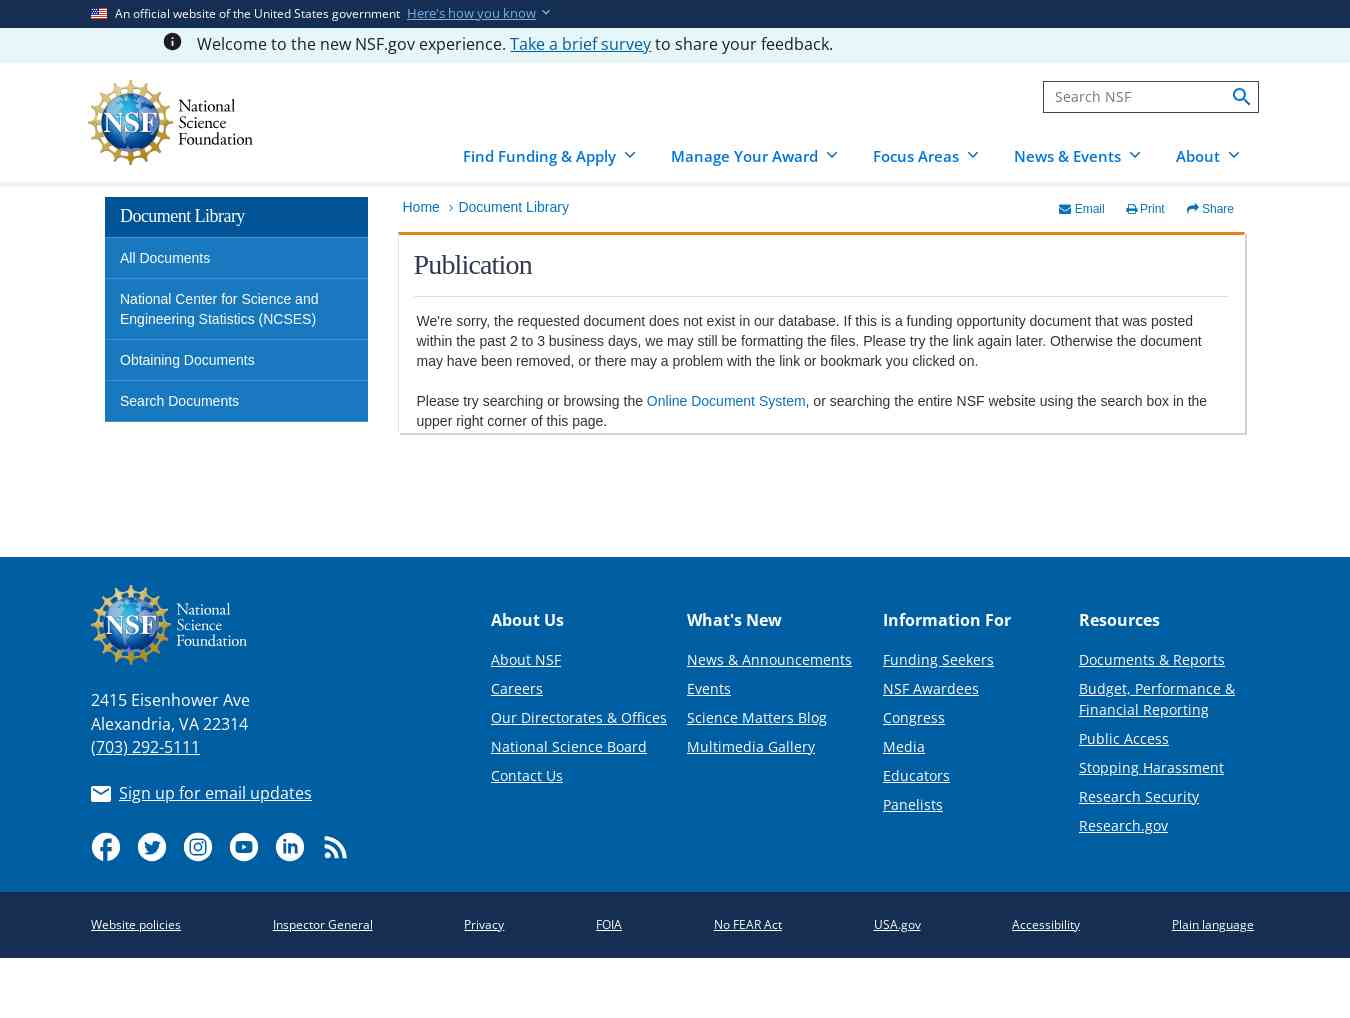 An official website of the United States government Here's how you know
Welcome to the new NSF.gov experience. Take a brief survey to share your feedback.
NSF
National
Science
Foundation
Search NSF
Find Funding & Apply
Manage Your Award
Focus Areas
News & Events
About
Document Library
All Documents
National Center for Science and
Engineering Statistics (NCSES)
Obtaining Documents
Search Documents
Home › Document Library
Email
Print
Share
Publication
We're sorry, the requested document does not exist in our database. If this is a funding opportunity document that was posted
within the past 2 to 3 business days, we may still be formatting the files. Please try the link again later. Otherwise the document
may have been removed, or there may a problem with the link or bookmark you clicked on.
Please try searching or browsing the Online Document System, or searching the entire NSF website using the search box in the
upper right corner of this page.
NSF
National
Science
Foundation
2415 Eisenhower Ave
Alexandria, VA 22314
(703) 292-5111
Sign up for email updates
About Us
About NSF
Careers
Our Directorates & Offices
National Science Board
Contact Us
What's New
News & Announcements
Events
Science Matters Blog
Multimedia Gallery
Information For
Funding Seekers
NSF Awardees
Congress
Media
Educators
Panelists
Resources
Documents & Reports
Budget, Performance &
Financial Reporting
Public Access
Stopping Harassment
Research Security
Research.gov
Website policies
Inspector General
Privacy
FOIA
No FEAR Act
USA.gov
Accessibility
Plain language